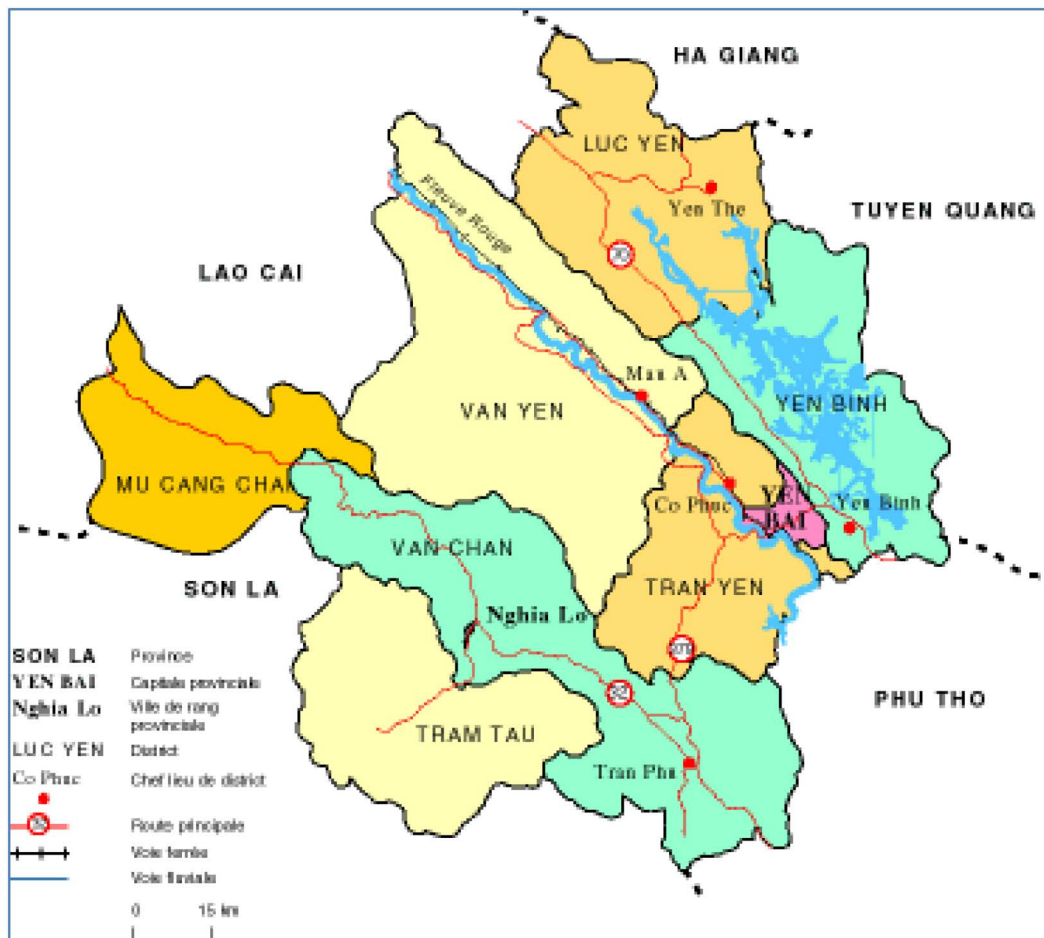 HA GIANG
LUC YEN
Yen The
TUYEN QUANG
Fleuve Rouge
70
LAO CAI
Mau A
VAN YEN
YEN BINH
MU CANG CHAI
Co Phuc
YEN
BAI
Yen Binh
VAN CHAN
SON LA
TRAN YEN
Nghia Lo
32
PHU THO
TRAM TAU
Tran Phu
SON LA Province
YEN BAI Capitale provinciale
Nghia Lo Ville de rang
provinciale
LUC YEN District
Co Phuc Chef lieu de district
Route principale
Voie ferrée
Voie fluviale
0 15 km